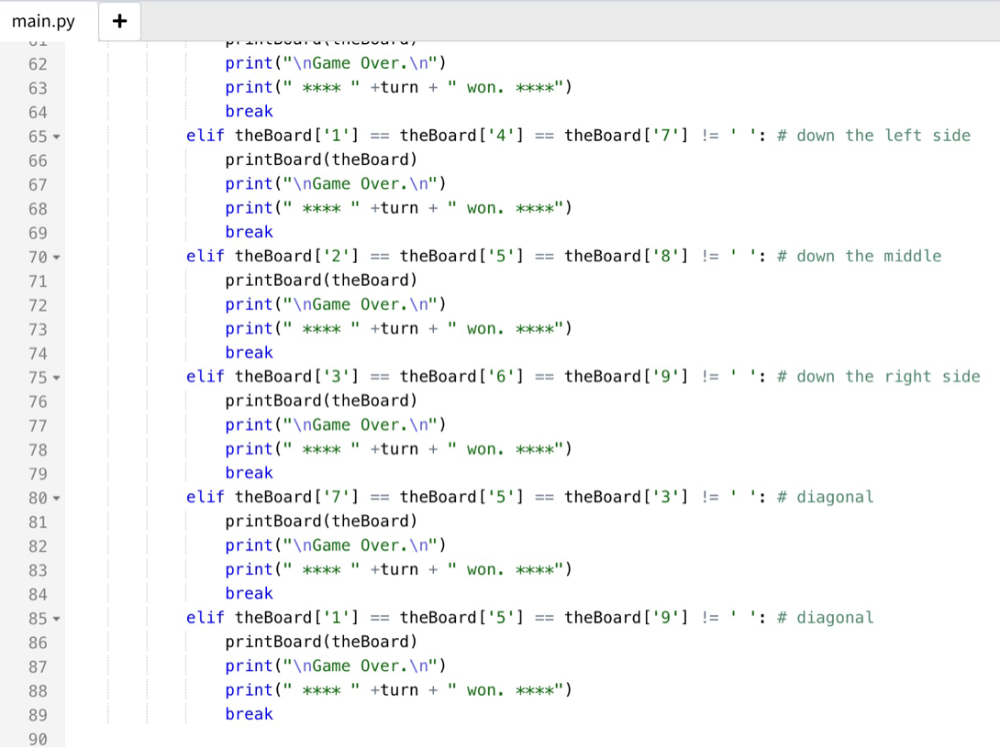 main.py +
61 printBoard(theBoard)
62 print("\nGame Over.\n")
63 print(" **** " +turn + " won. ****")
64 break
65 elif theBoard['1'] == theBoard['4'] == theBoard['7'] != ' ': # down the left side
66 printBoard(theBoard)
67 print("\nGame Over.\n")
68 print(" **** " +turn + " won. ****")
69 break
70 elif theBoard['2'] == theBoard['5'] == theBoard['8'] != ' ': # down the middle
71 printBoard(theBoard)
72 print("\nGame Over.\n")
73 print(" **** " +turn + " won. ****")
74 break
75 elif theBoard['3'] == theBoard['6'] == theBoard['9'] != ' ': # down the right side
76 printBoard(theBoard)
77 print("\nGame Over.\n")
78 print(" **** " +turn + " won. ****")
79 break
80 elif theBoard['7'] == theBoard['5'] == theBoard['3'] != ' ': # diagonal
81 printBoard(theBoard)
82 print("\nGame Over.\n")
83 print(" **** " +turn + " won. ****")
84 break
85 elif theBoard['1'] == theBoard['5'] == theBoard['9'] != ' ': # diagonal
86 printBoard(theBoard)
87 print("\nGame Over.\n")
88 print(" **** " +turn + " won. ****")
89 break
90